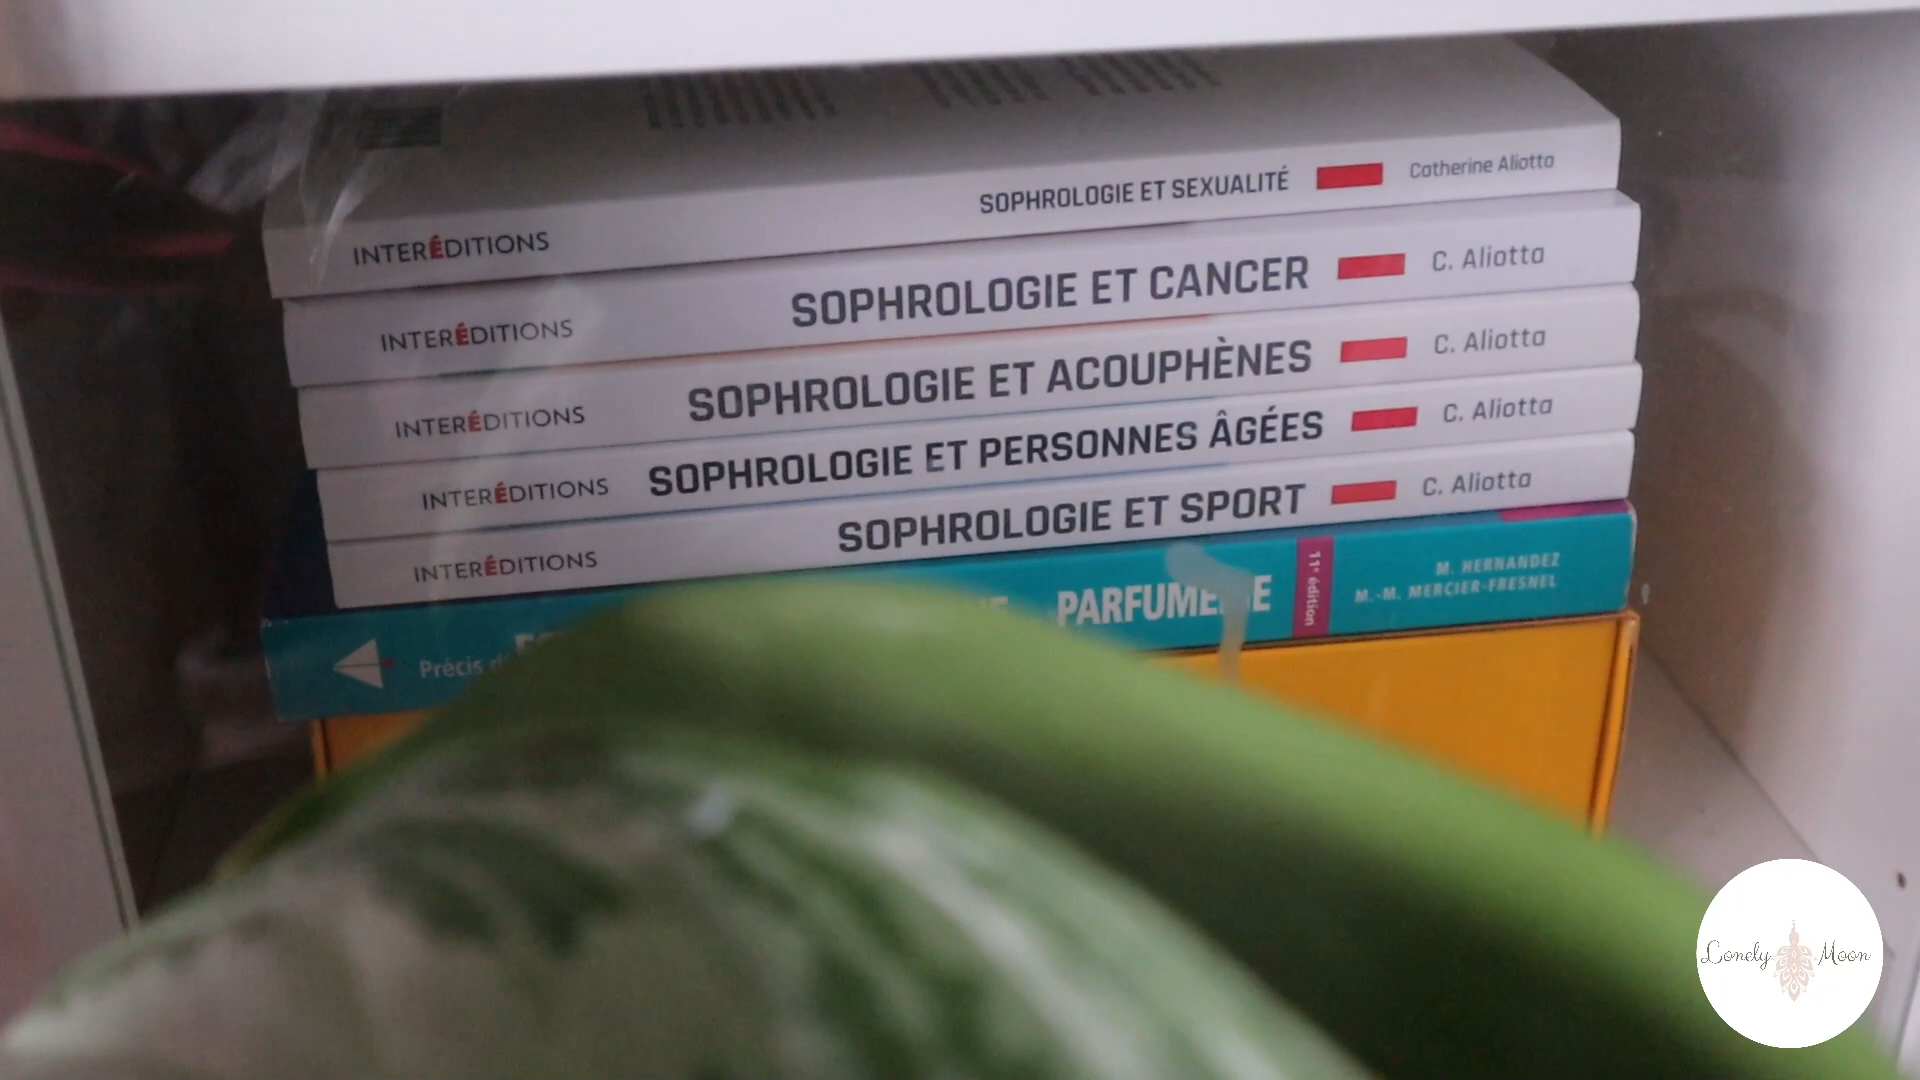 SOPHROLOGIE ET SEXUALITÉ Catherine Aliotta
INTERÉDITIONS
SOPHROLOGIE ET CANCER C. Aliotta
INTERÉDITIONS
SOPHROLOGIE ET ACOUPHÈNES C. Aliotta
INTERÉDITIONS
SOPHROLOGIE ET PERSONNES ÂGÉES C. Aliotta
INTERÉDITIONS
SOPHROLOGIE ET SPORT C. Aliotta
INTERÉDITIONS
11e édition
M. HERNANDEZ
M.-M. MERCIER-FRESNEL
Précis
Lonely Moon